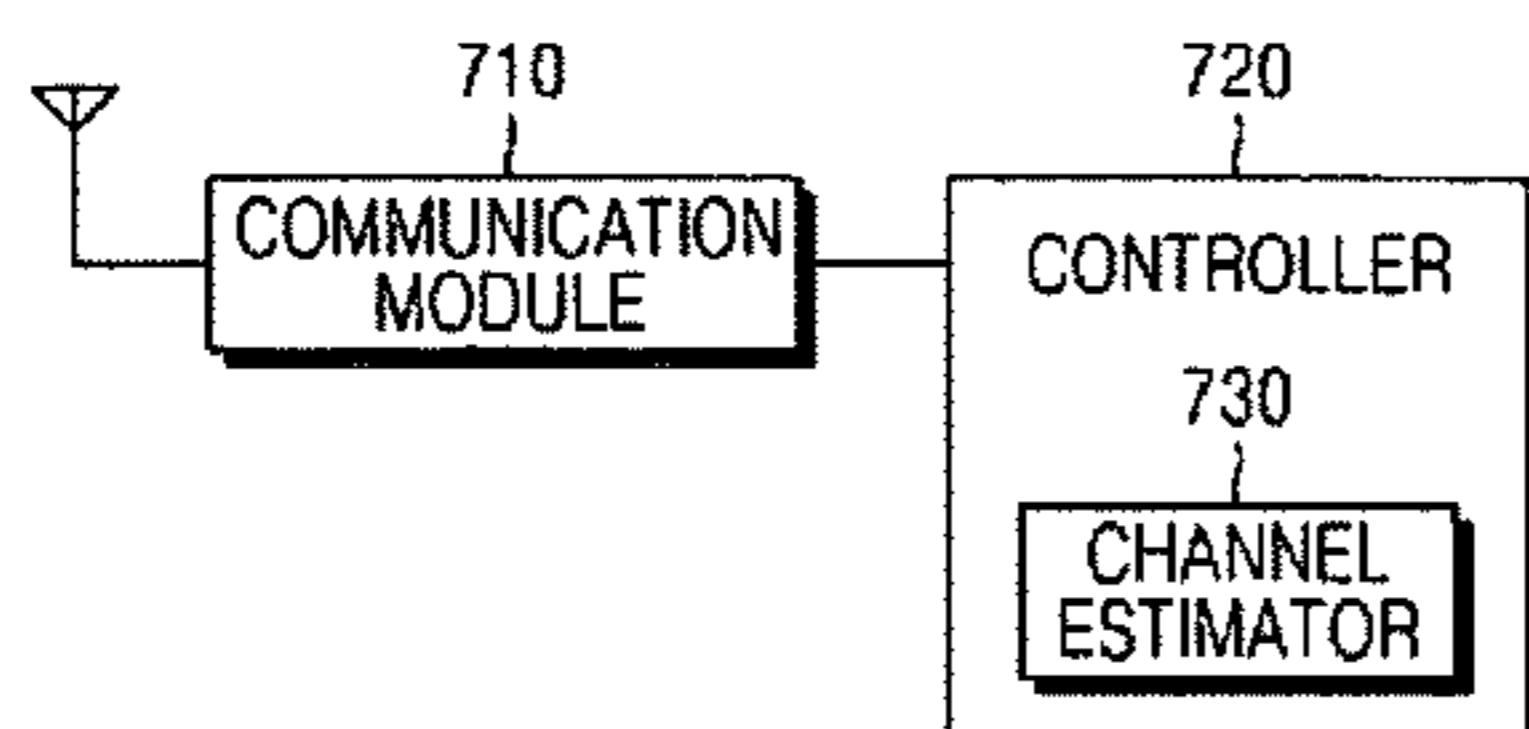 710
720
COMMUNICATION
MODULE
CONTROLLER
730
CHANNEL
ESTIMATOR